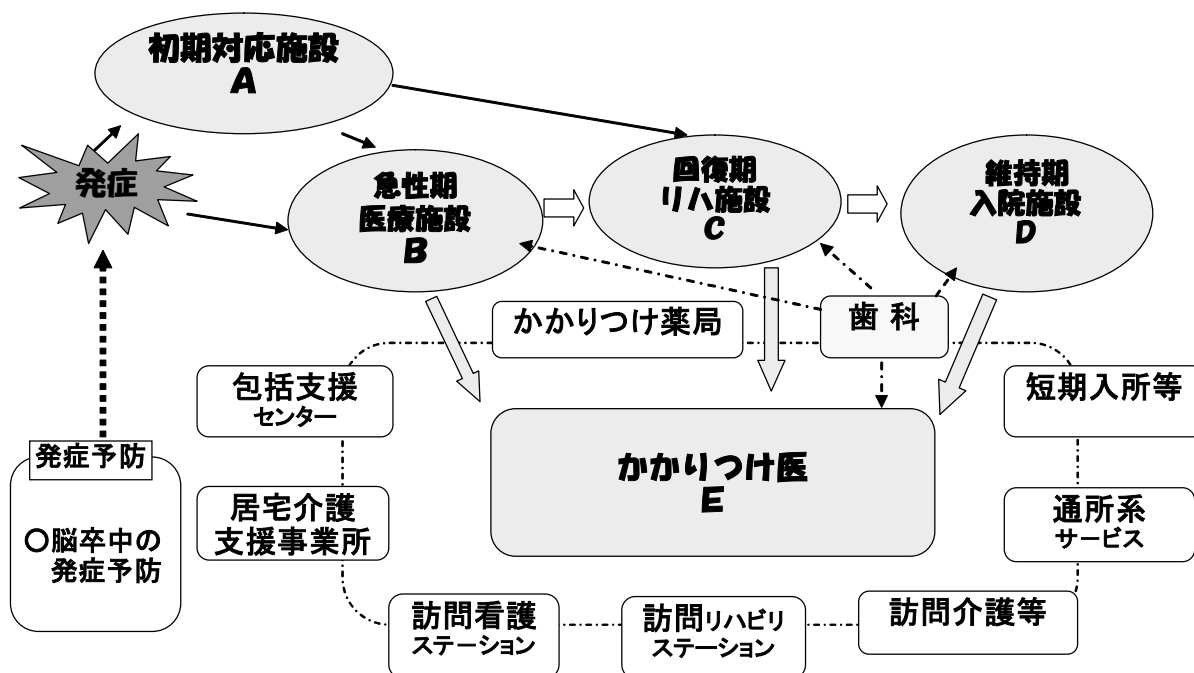 初期対応施設
A
発症
急性期
医療施設
B
回復期
リハ施設
C
維持期
入院施設
D
かかりつけ薬局
歯 科
包括支援
センター
短期入所等
発症予防
〇脳卒中の
発症予防
かかりつけ医
E
居宅介護
支援事業所
通所系
サービス
訪問看護
ステーション
訪問リハビリ
ステーション
訪問介護等